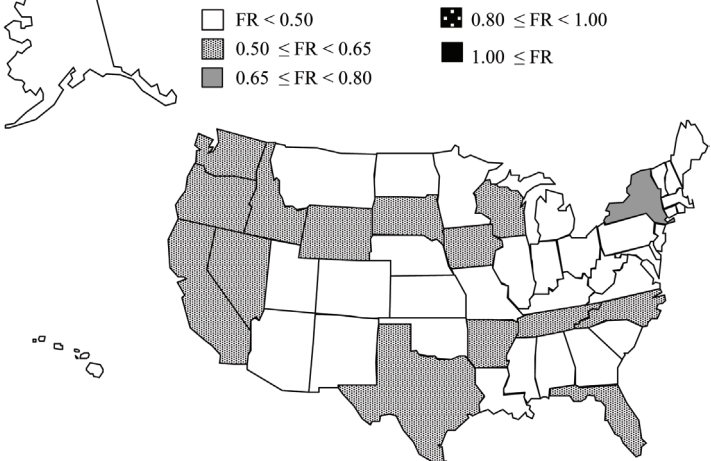 FR < 0.50
0.50 ≤ FR < 0.65
0.65 ≤ FR < 0.80
0.80 ≤ FR < 1.00
1.00 ≤ FR